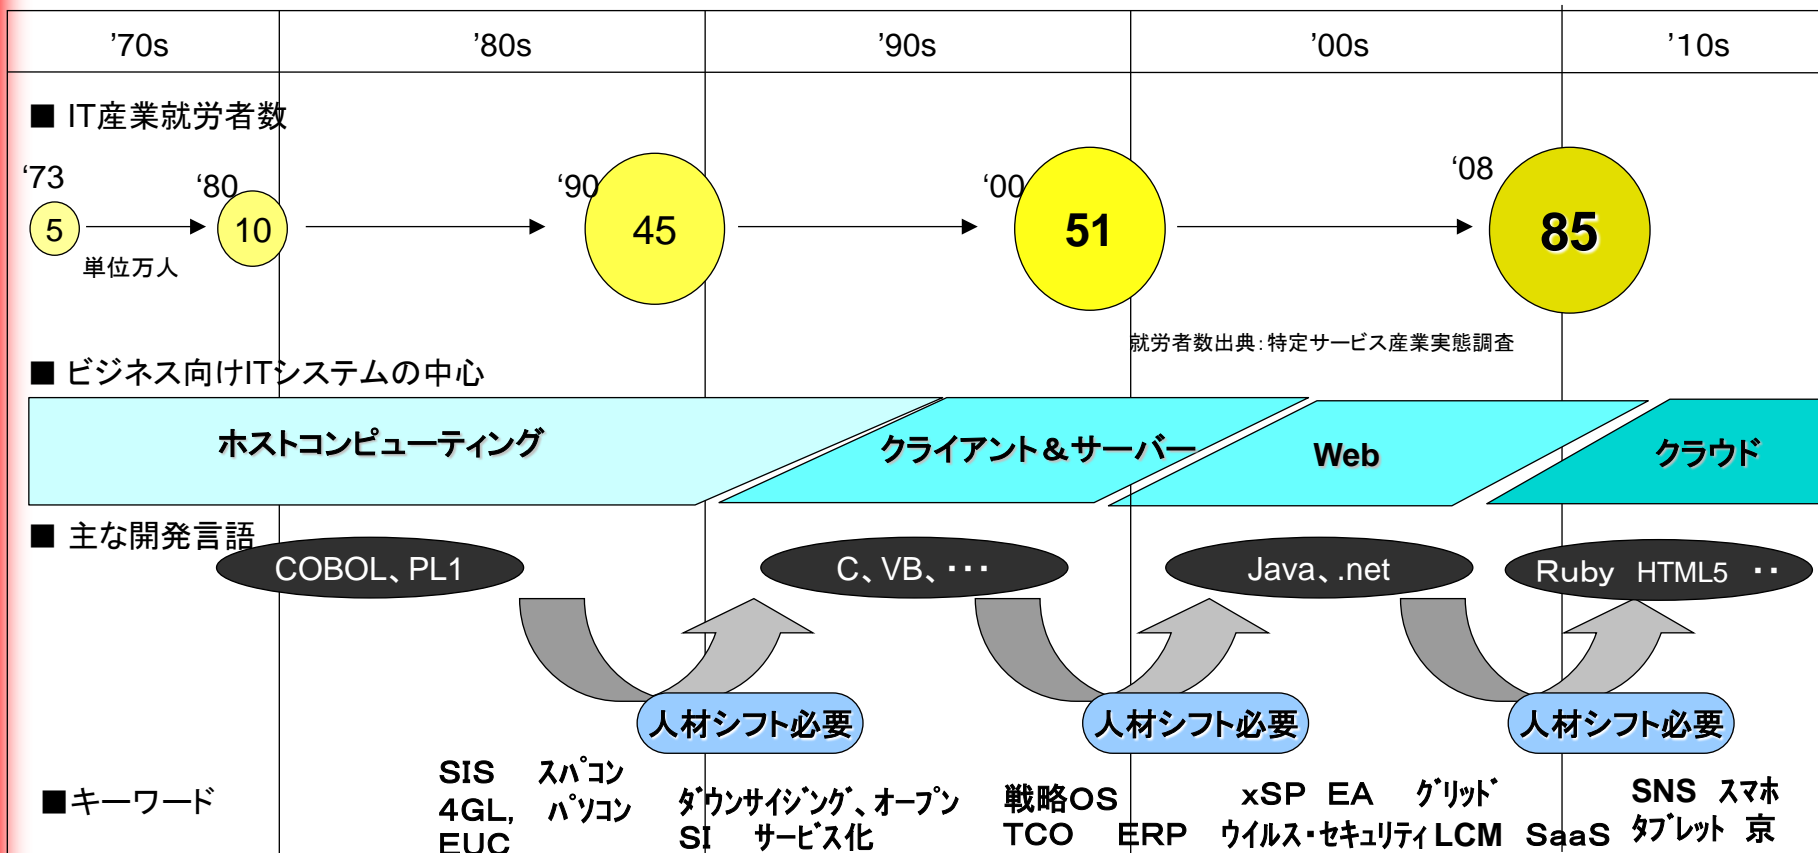 ’70s ’80s ’90s ’00s ’10s
■ IT産業就労者数
‘73 ‘80 ‘90 ‘00 ‘08
5 10 45 51 85
単位万人
就労者数出典：特定サービス産業実態調査
■ ビジネス向けITシステムの中心
ホストコンピューティング クライアント＆サーバー Web クラウド
■ 主な開発言語
COBOL、PL1 C、VB、・・・ Java、.net Ruby HTML5 ・・
人材シフト必要 人材シフト必要 人材シフト必要
■キーワード
SIS ｽﾊﾟｺﾝ
4GL, ﾊﾟｿｺﾝ
EUC
ﾀﾞｳﾝｻｲｼﾞﾝｸﾞ、ｵｰﾌﾟﾝ
SI ｻｰﾋﾞｽ化
戦略OS
TCO ERP
xSP EA ｸﾞﾘｯﾄﾞ
ｳｲﾙｽ・ｾｷｭﾘﾃｨ LCM SaaS
SNS ｽﾏﾎ
ﾀﾌﾞﾚｯﾄ 京